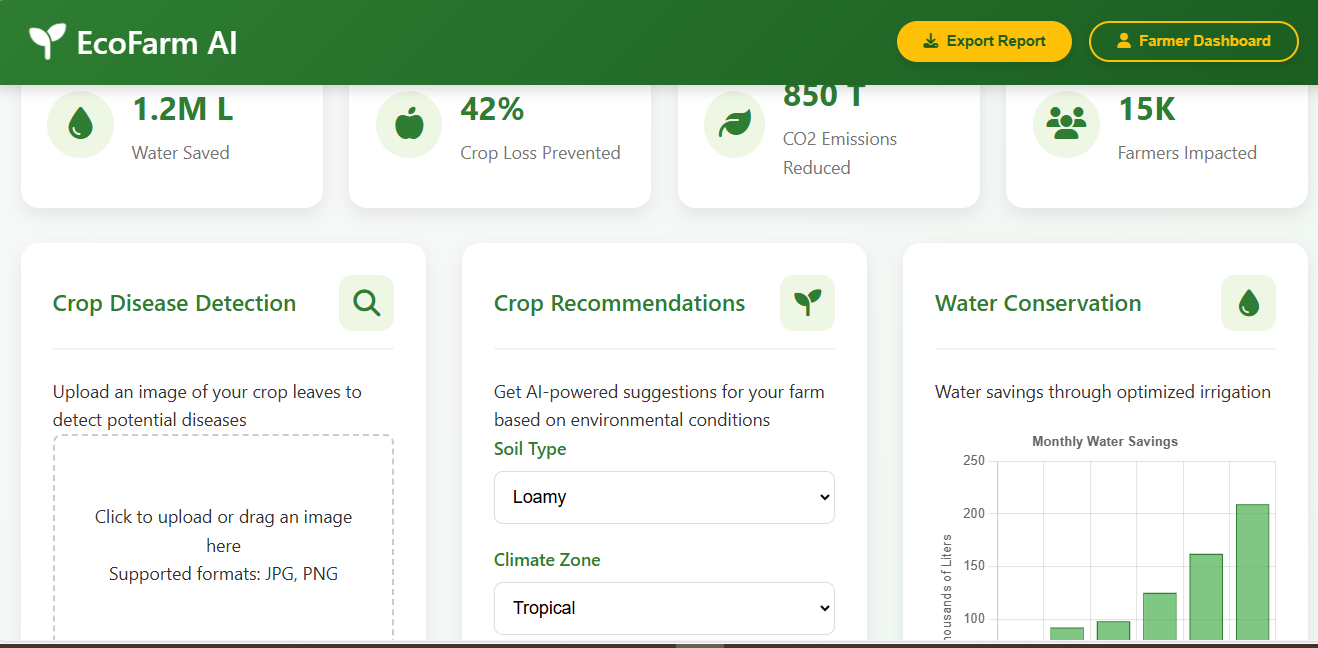 EcoFarm AI
Export Report
Farmer Dashboard
1.2M L
Water Saved
42%
Crop Loss Prevented
850 T
CO2 Emissions
Reduced
15K
Farmers Impacted
Crop Disease Detection
Upload an image of your crop leaves to
detect potential diseases
Click to upload or drag an image
here
Supported formats: JPG, PNG
Crop Recommendations
Get AI-powered suggestions for your farm
based on environmental conditions
Soil Type
Loamy
Climate Zone
Tropical
Water Conservation
Water savings through optimized irrigation
Monthly Water Savings
250
200
150
100
of Liters